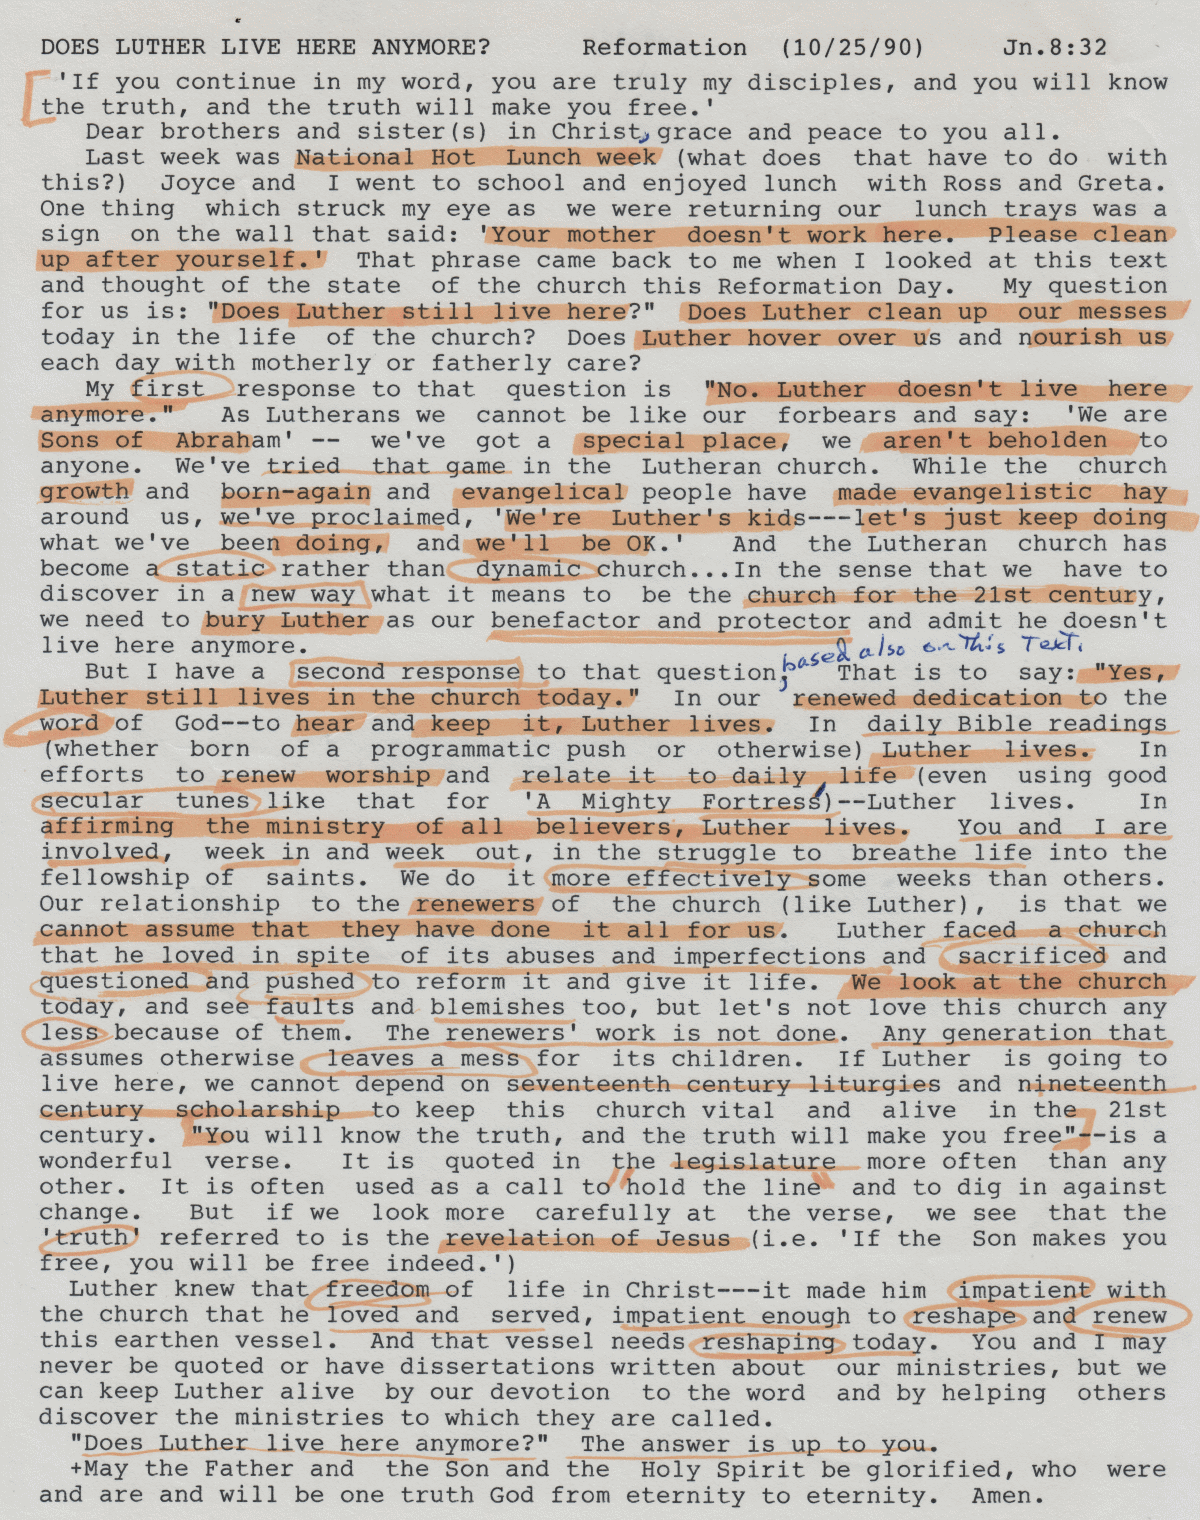 DOES LUTHER LIVE HERE ANYMORE? Reformation (10/25/90) Jn.8:32
'If you continue in my word, you are truly my disciples, and you will know
the truth, and the truth will make you free.'
Dear brothers and sister(s) in Christ, grace and peace to you all.
Last week was National Hot Lunch week (what does that have to do with
this?) Joyce and I went to school and enjoyed lunch with Ross and Greta.
One thing which struck my eye as we were returning our lunch trays was a
sign on the wall that said: 'Your mother doesn't work here. Please clean
up after yourself.' That phrase came back to me when I looked at this text
and thought of the state of the church this Reformation Day. My question
for us is: "Does Luther still live here?" Does Luther clean up our messes
today in the life of the church? Does Luther hover over us and nourish us
each day with motherly or fatherly care?
My first response to that question is "No. Luther doesn't live here
anymore." As Lutherans we cannot be like our forbears and say: 'We are
Sons of Abraham' -- we've got a special place, we aren't beholden to
anyone. We've tried that game in the Lutheran church. While the church
growth and born-again and evangelical people have made evangelistic hay
around us, we've proclaimed, 'We're Luther's kids---let's just keep doing
what we've been doing, and we'll be OK.' And the Lutheran church has
become a static rather than dynamic church...In the sense that we have to
discover in a new way what it means to be the church for the 21st century,
we need to bury Luther as our benefactor and protector and admit he doesn't
live here anymore.
based also on this Text.
But I have a second response to that question; That is to say: "Yes,
Luther still lives in the church today." In our renewed dedication to the
word of God--to hear and keep it, Luther lives. In daily Bible readings
(whether born of a programmatic push or otherwise) Luther lives. In
efforts to renew worship and relate it to daily life (even using good
secular tunes like that for 'A Mighty Fortress')--Luther lives. In
affirming the ministry of all believers, Luther lives. You and I are
involved, week in and week out, in the struggle to breathe life into the
fellowship of saints. We do it more effectively some weeks than others.
Our relationship to the renewers of the church (like Luther), is that we
cannot assume that they have done it all for us. Luther faced a church
that he loved in spite of its abuses and imperfections and sacrificed and
questioned and pushed to reform it and give it life. We look at the church
today, and see faults and blemishes too, but let's not love this church any
less because of them. The renewers' work is not done. Any generation that
assumes otherwise leaves a mess for its children. If Luther is going to
live here, we cannot depend on seventeenth century liturgies and nineteenth
century scholarship to keep this church vital and alive in the 21st
century. "You will know the truth, and the truth will make you free"--is a
wonderful verse. It is quoted in the legislature more often than any
other. It is often used as a call to "hold the line" and to dig in against
change. But if we look more carefully at the verse, we see that the
'truth' referred to is the revelation of Jesus (i.e. 'If the Son makes you
free, you will be free indeed.')
Luther knew that freedom of life in Christ---it made him impatient with
the church that he loved and served, impatient enough to reshape and renew
this earthen vessel. And that vessel needs reshaping today. You and I may
never be quoted or have dissertations written about our ministries, but we
can keep Luther alive by our devotion to the word and by helping others
discover the ministries to which they are called.
"Does Luther live here anymore?" The answer is up to you.
+May the Father and the Son and the Holy Spirit be glorified, who were
and are and will be one truth God from eternity to eternity. Amen.